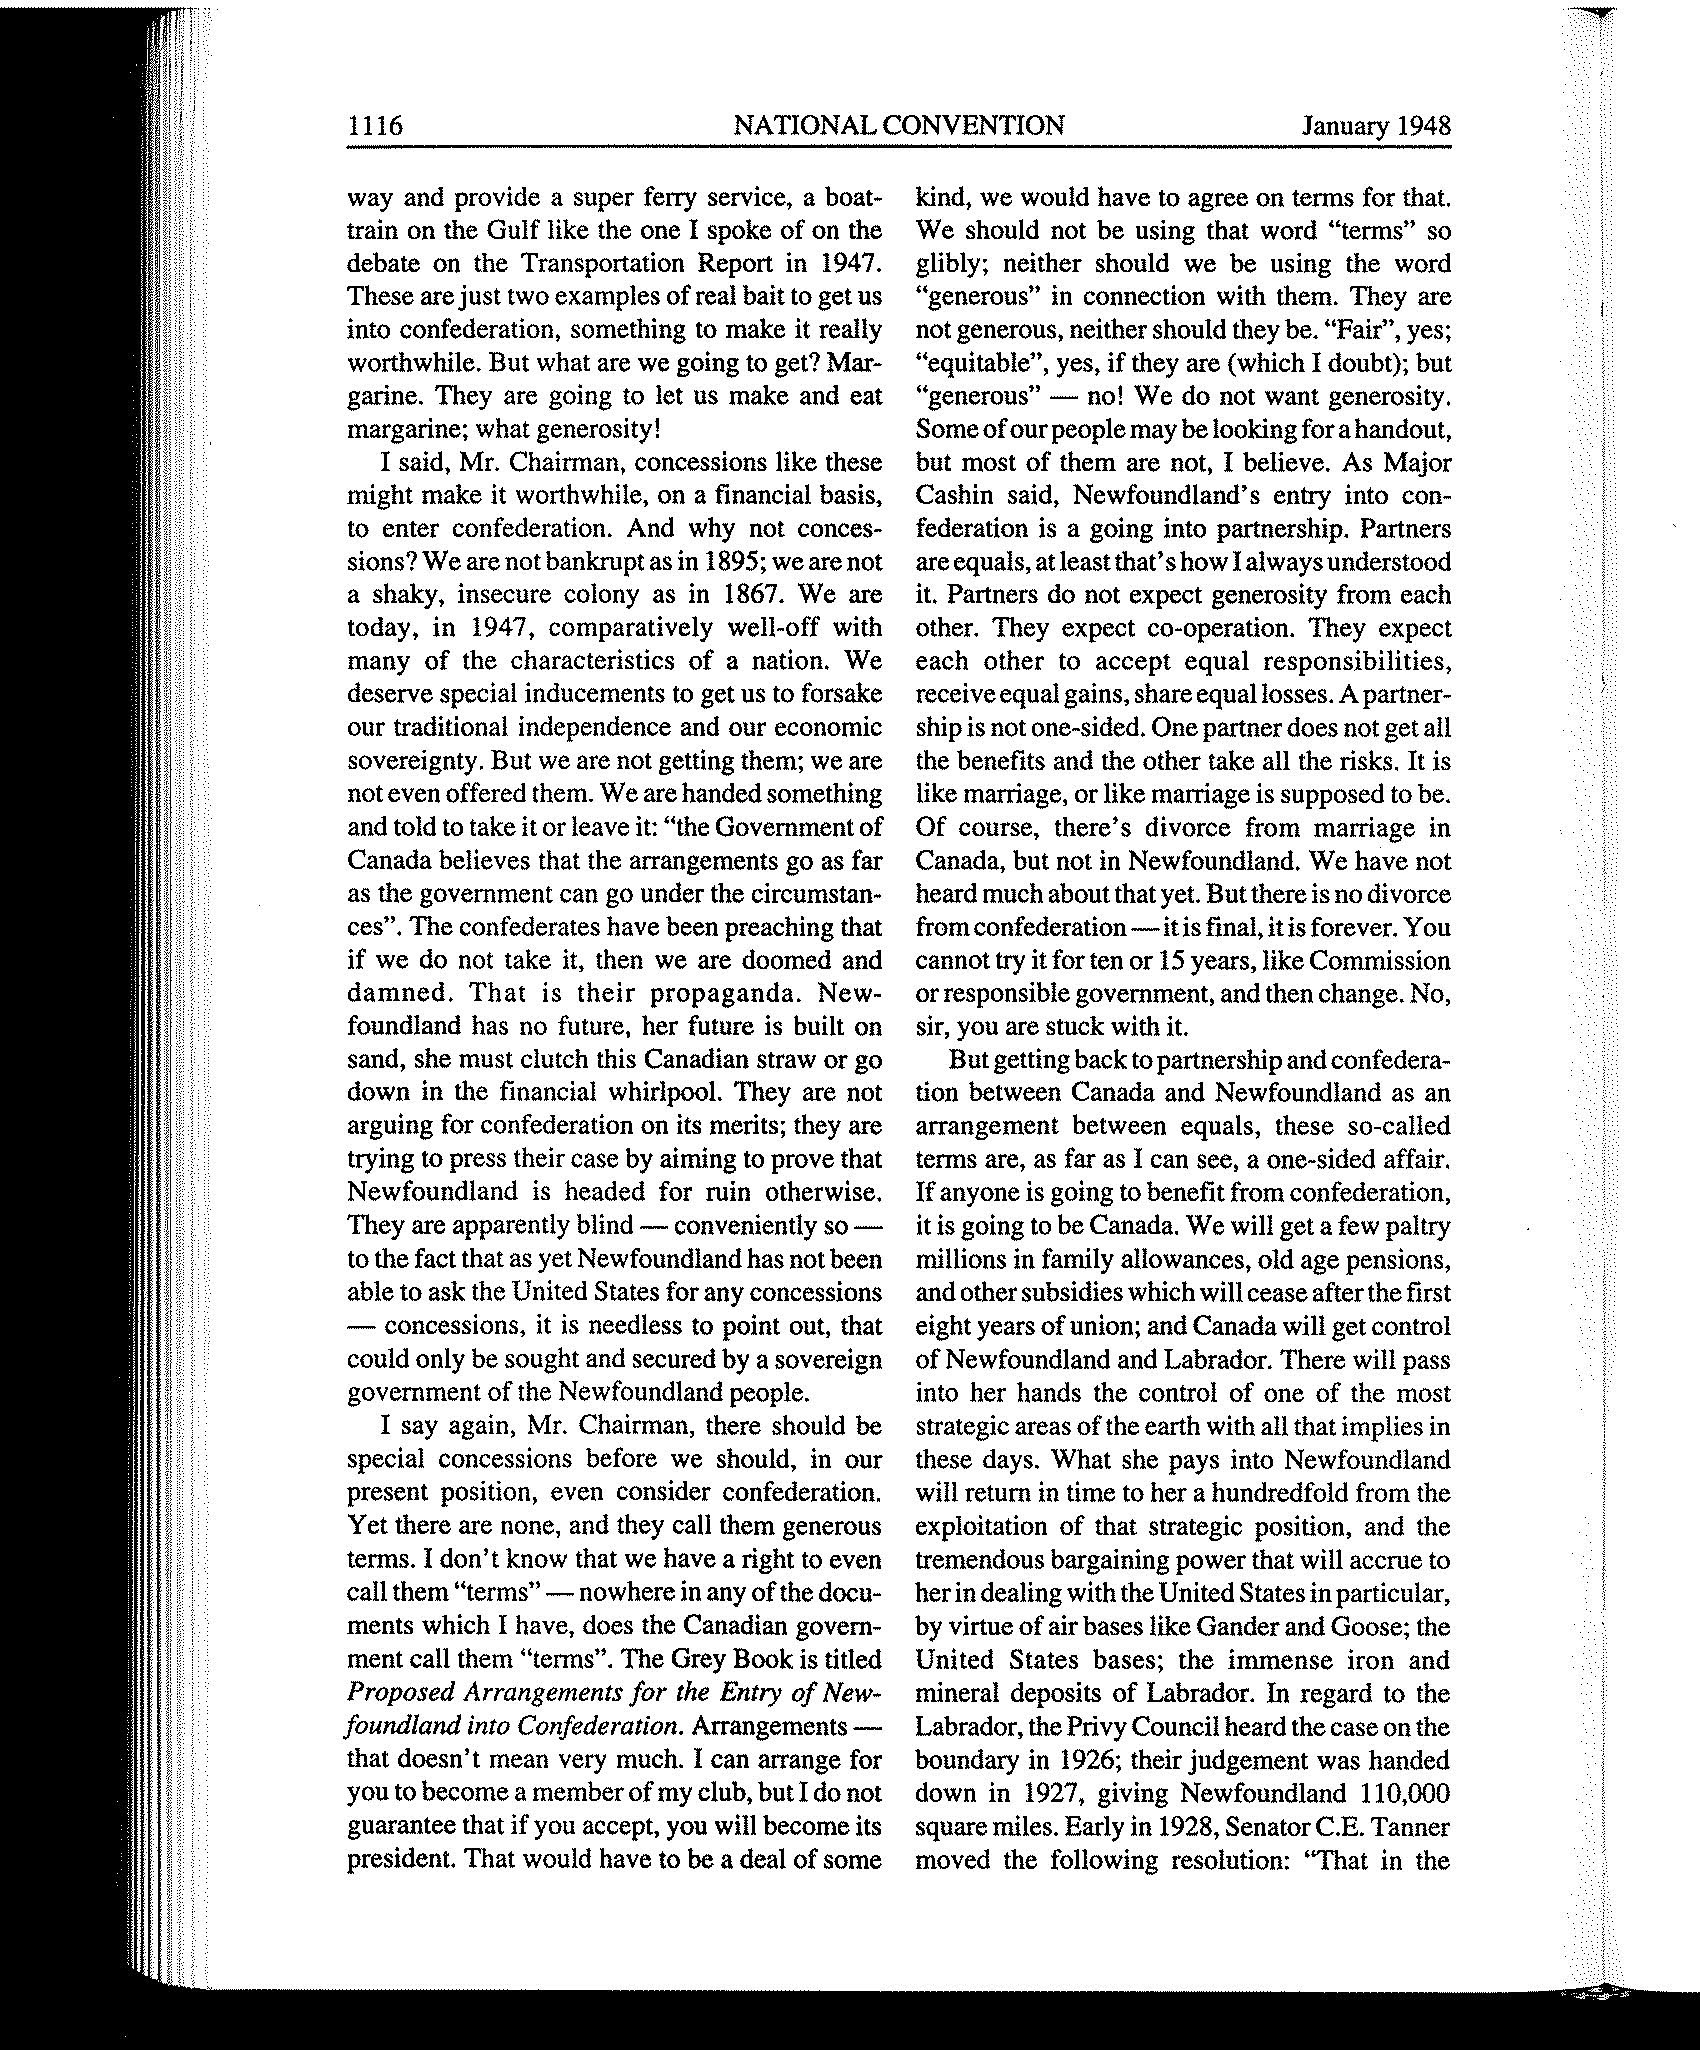 1116 NATIONAL CONVENTION January 1948
way and provide a super ferry service, a boat-
train on the Gulf like the one I spoke of on the
debate on the Transportation Report in 1947.
These are just two examples of real bait to get us
into confederation, something to make it really
worthwhile. But what are we going to get? Mar-
garine. They are going to let us make and eat
margarine; what generosity!
I said, Mr. Chairman, concessions like these
might make it worthwhile, on a financial basis,
to enter confederation. And why not conces-
sions? We are not bankrupt as in 1895; we are not
a shaky, insecure colony as in 1867. We are
today, in 1947, comparatively well-off with
many of the characteristics of a nation. We
deserve special inducements to get us to forsake
our traditional independence and our economic
sovereignty. But we are not getting them; we are
not even offered them. We are handed something
and told to take it or leave it: "the Government of
Canada believes that the arrangements go as far
as the government can go under the circumstan-
ces". The confederates have been preaching that
if we do not take it, then we are doomed and
damned. That is their propaganda. New-
foundland has no future, her future is built on
sand, she must clutch this Canadian straw or go
down in the financial whirlpool. They are not
arguing for confederation on its merits; they are
trying to press their case by aiming to prove that
Newfoundland is headed for ruin otherwise.
They are apparently blind — conveniently so —
to the fact that as yet Newfoundland has not been
able to ask the United States for any concessions
— concessions, it is needless to point out, that
could only be sought and secured by a sovereign
government of the Newfoundland people.
I say again, Mr. Chairman, there should be
special concessions before we should, in our
present position, even consider confederation.
Yet there are none, and they call them generous
terms. I don't know that we have a right to even
call them "terms" — nowhere in any of the docu-
ments which I have, does the Canadian govern-
ment call them "terms". The Grey Book is titled
Proposed Arrangements for the Entry of New-
foundland into Confederation. Arrangements —
that doesn't mean very much. I can arrange for
you to become a member of my club, but I do not
guarantee that if you accept, you will become its
president. That would have to be a deal of some
kind, we would have to agree on terms for that.
We should not be using that word "terms" so
glibly; neither should we be using the word
"generous" in connection with them. They are
not generous, neither should they be. "Fair", yes;
"equitable", yes, if they are (which I doubt); but
"generous" — no! We do not want generosity.
Some of our people may be looking for a handout,
but most of them are not, I believe. As Major
Cashin said, Newfoundland's entry into con-
federation is a going into partnership. Partners
are equals, at least that's how I always understood
it. Partners do not expect generosity from each
other. They expect co-operation. They expect
each other to accept equal responsibilities,
receive equal gains, share equal losses. A partner-
ship is not one-sided. One partner does not get all
the benefits and the other take all the risks. It is
like marriage, or like marriage is supposed to be.
Of course, there's divorce from marriage in
Canada, but not in Newfoundland. We have not
heard much about that yet. But there is no divorce
from confederation — it is final, it is forever. You
cannot try it for ten or 15 years, like Commission
or responsible government, and then change. No,
sir, you are stuck with it.
But getting back to partnership and confedera-
tion between Canada and Newfoundland as an
arrangement between equals, these so-called
terms are, as far as I can see, a one-sided affair.
If anyone is going to benefit from confederation,
it is going to be Canada. We will get a few paltry
millions in family allowances, old age pensions,
and other subsidies which will cease after the first
eight years of union; and Canada will get control
of Newfoundland and Labrador. There will pass
into her hands the control of one of the most
strategic areas of the earth with all that implies in
these days. What she pays into Newfoundland
will return in time to her a hundredfold from the
exploitation of that strategic position, and the
tremendous bargaining power that will accrue to
her in dealing with the United States in particular,
by virtue of air bases like Gander and Goose; the
United States bases; the immense iron and
mineral deposits of Labrador. In regard to the
Labrador, the Privy Council heard the case on the
boundary in 1926; their judgement was handed
down in 1927, giving Newfoundland 110,000
square miles. Early in 1928, Senator C.E. Tanner
moved the following resolution: "That in the